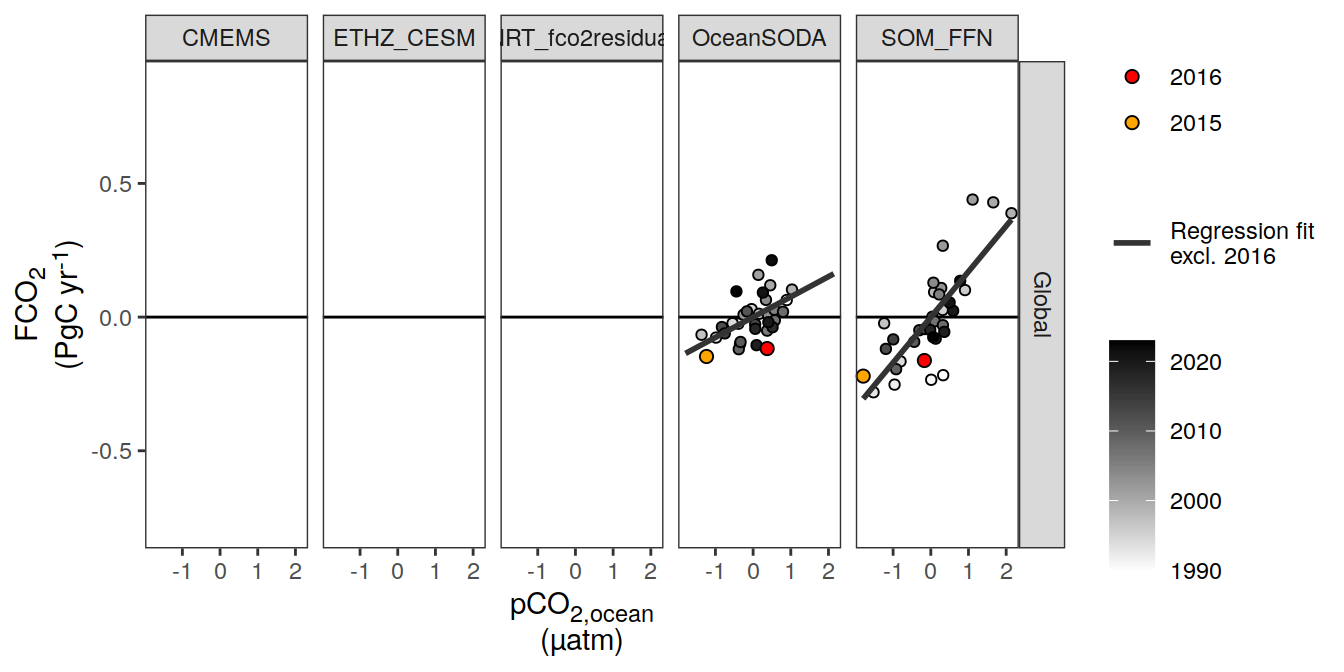 CMEMS ETHZ_CESM NRT_fco2residua OceanSODA SOM_FFN
FCO2
(PgC yr-1)
0.5
0.0
-0.5
Global
-1 0 1 2 -1 0 1 2 -1 0 1 2 -1 0 1 2 -1 0 1 2
pCO2,ocean
(µatm)
2016
2015
Regression fit
excl. 2016
2020
2010
2000
1990